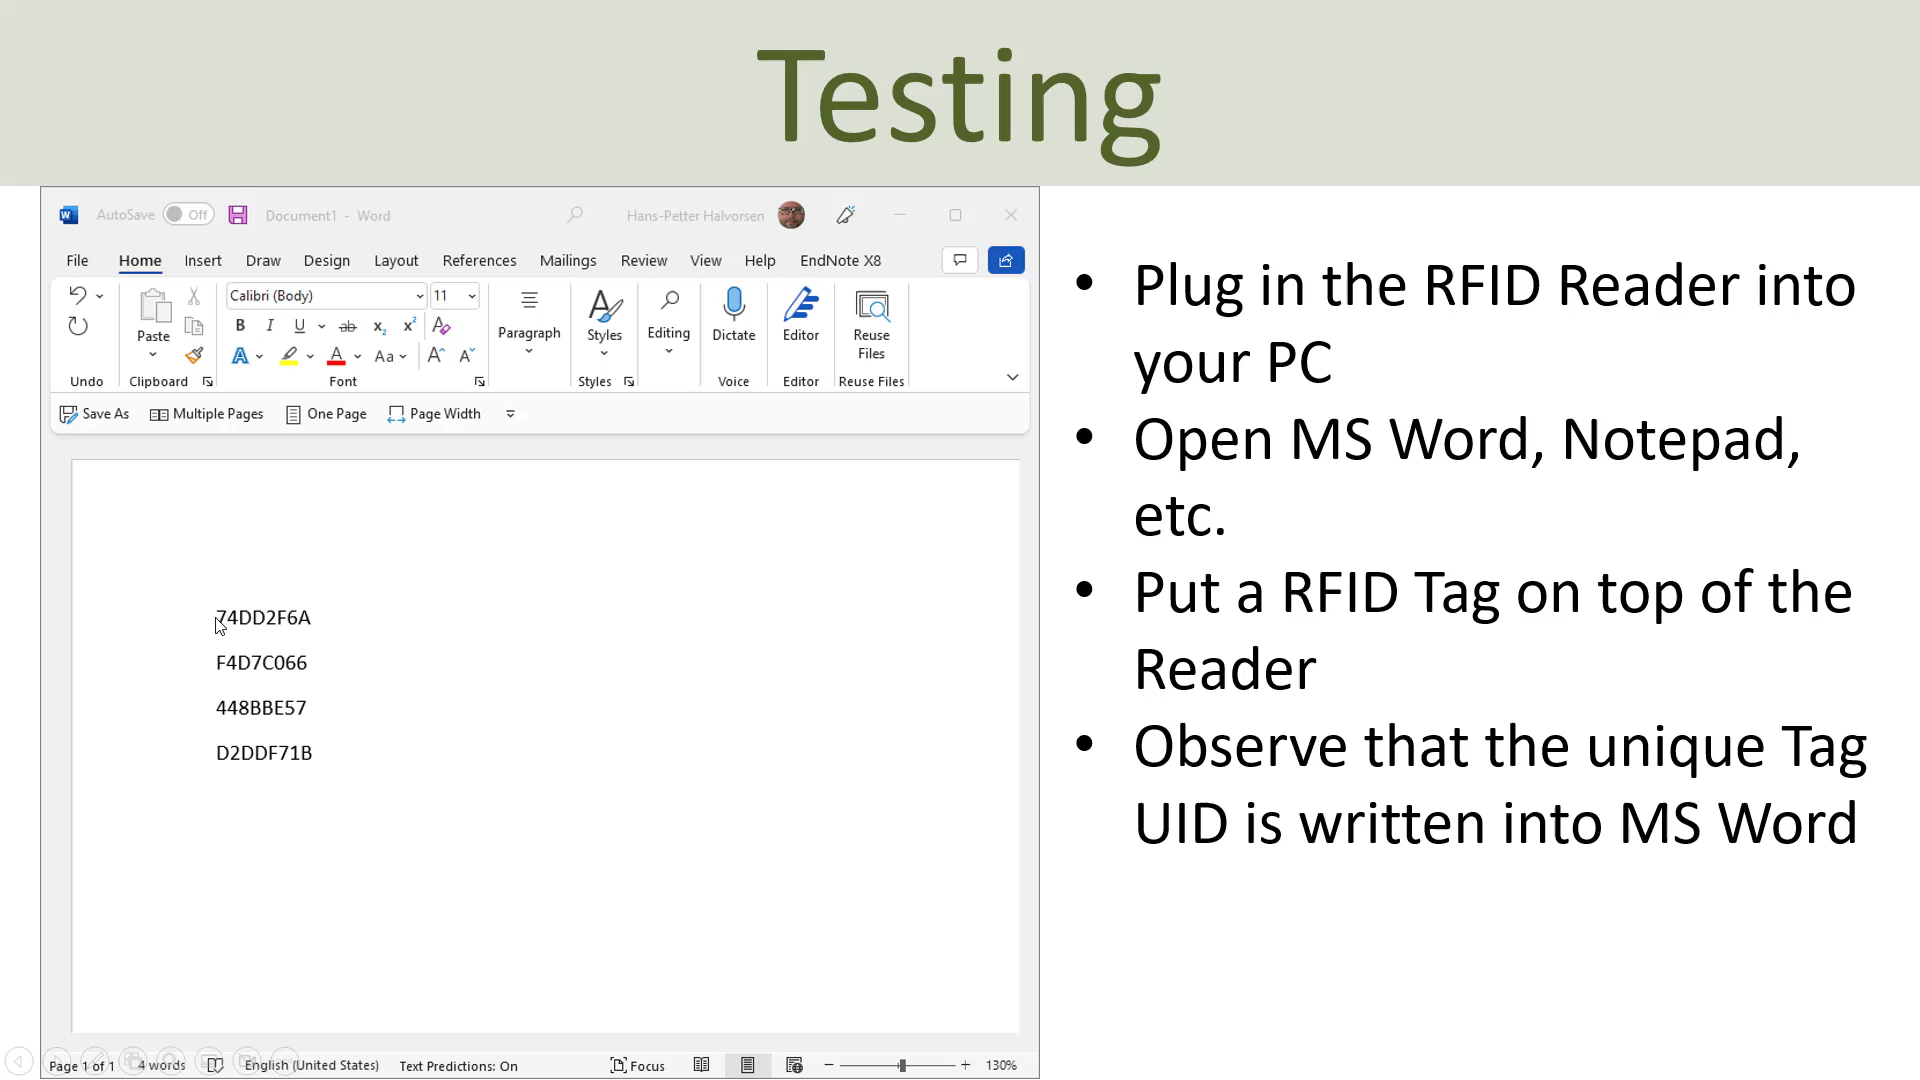 Testing
AutoSave Off Document1 - Word Hans-Petter Halvorsen
File Home Insert Draw Design Layout References Mailings Review View Help EndNote X8
Calibri (Body) 11
Paste Paragraph Styles Editing Dictate Editor Reuse Files
B I U ab x₂ x² A
A A Aa A A
Undo Clipboard Font Styles Voice Editor Reuse Files
Save As Multiple Pages One Page Page Width
74DD2F6A
F4D7C066
448BBE57
D2DDF71B
Page 1 of 1 4 words English (United States) Text Predictions: On Focus 130%
• Plug in the RFID Reader into
your PC
• Open MS Word, Notepad,
etc.
• Put a RFID Tag on top of the
Reader
• Observe that the unique Tag
UID is written into MS Word